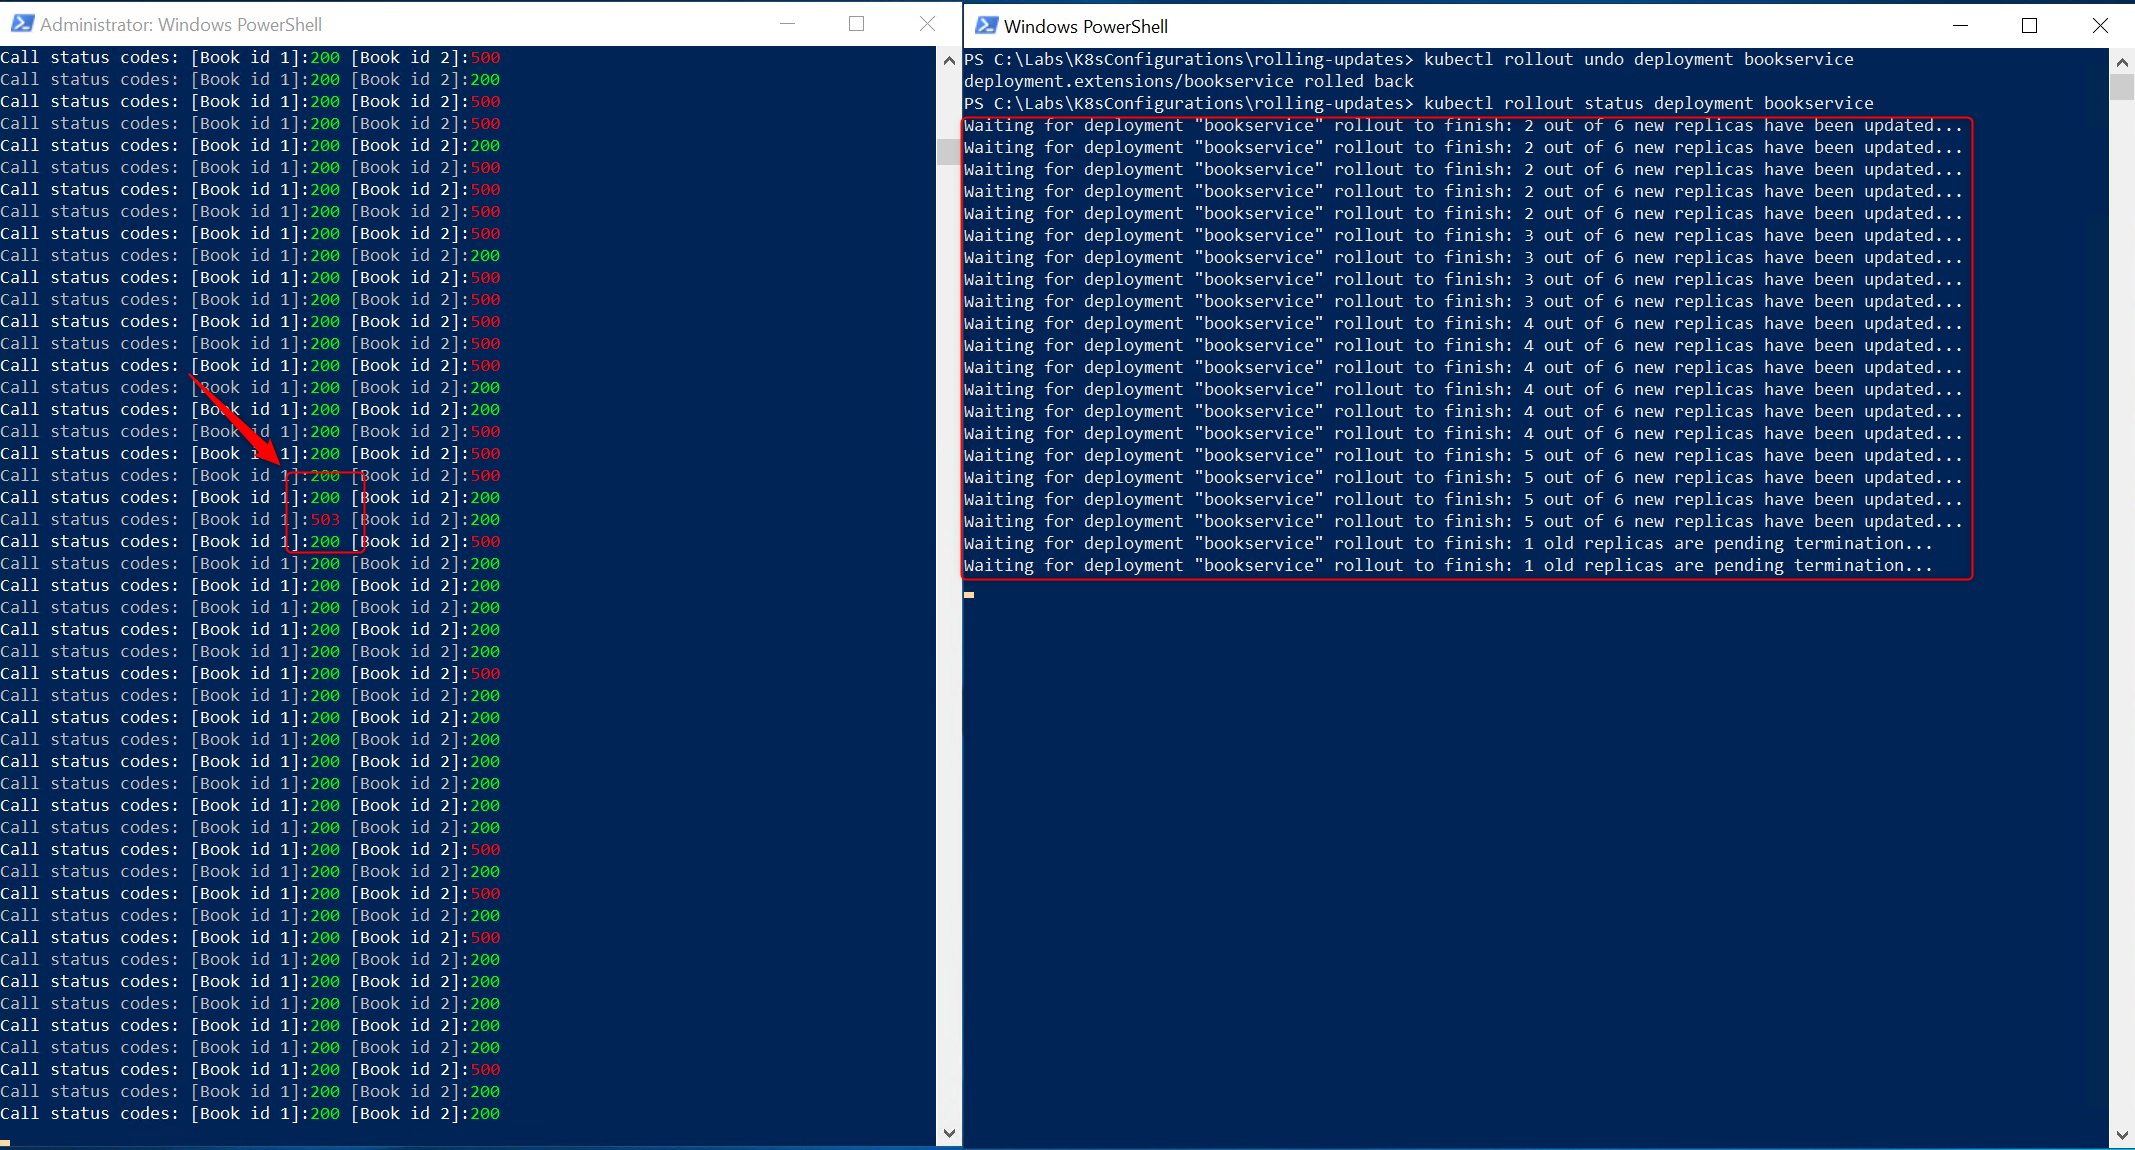 Administrator: Windows PowerShell
Call status codes: [Book id 1]:200 [Book id 2]:500
Call status codes: [Book id 1]:200 [Book id 2]:200
Call status codes: [Book id 1]:200 [Book id 2]:500
Call status codes: [Book id 1]:200 [Book id 2]:500
Call status codes: [Book id 1]:200 [Book id 2]:200
Call status codes: [Book id 1]:200 [Book id 2]:500
Call status codes: [Book id 1]:200 [Book id 2]:500
Call status codes: [Book id 1]:200 [Book id 2]:500
Call status codes: [Book id 1]:200 [Book id 2]:500
Call status codes: [Book id 1]:200 [Book id 2]:200
Call status codes: [Book id 1]:200 [Book id 2]:500
Call status codes: [Book id 1]:200 [Book id 2]:500
Call status codes: [Book id 1]:200 [Book id 2]:500
Call status codes: [Book id 1]:200 [Book id 2]:500
Call status codes: [Book id 1]:200 [Book id 2]:500
Call status codes: [Book id 1]:200 [Book id 2]:200
Call status codes: [Book id 1]:200 [Book id 2]:200
Call status codes: [Book id 1]:200 [Book id 2]:500
Call status codes: [Book id 1]:200 [Book id 2]:500
Call status codes: [Book id 1]:200 [Book id 2]:500
Call status codes: [Book id 1]:200 [Book id 2]:200
Call status codes: [Book id 1]:503 [Book id 2]:200
Call status codes: [Book id 1]:200 [Book id 2]:500
Call status codes: [Book id 1]:200 [Book id 2]:200
Call status codes: [Book id 1]:200 [Book id 2]:200
Call status codes: [Book id 1]:200 [Book id 2]:200
Call status codes: [Book id 1]:200 [Book id 2]:200
Call status codes: [Book id 1]:200 [Book id 2]:200
Call status codes: [Book id 1]:200 [Book id 2]:500
Call status codes: [Book id 1]:200 [Book id 2]:200
Call status codes: [Book id 1]:200 [Book id 2]:200
Call status codes: [Book id 1]:200 [Book id 2]:200
Call status codes: [Book id 1]:200 [Book id 2]:200
Call status codes: [Book id 1]:200 [Book id 2]:200
Call status codes: [Book id 1]:200 [Book id 2]:200
Call status codes: [Book id 1]:200 [Book id 2]:200
Call status codes: [Book id 1]:200 [Book id 2]:500
Call status codes: [Book id 1]:200 [Book id 2]:200
Call status codes: [Book id 1]:200 [Book id 2]:500
Call status codes: [Book id 1]:200 [Book id 2]:200
Call status codes: [Book id 1]:200 [Book id 2]:500
Call status codes: [Book id 1]:200 [Book id 2]:200
Call status codes: [Book id 1]:200 [Book id 2]:200
Call status codes: [Book id 1]:200 [Book id 2]:200
Call status codes: [Book id 1]:200 [Book id 2]:200
Call status codes: [Book id 1]:200 [Book id 2]:200
Call status codes: [Book id 1]:200 [Book id 2]:500
Call status codes: [Book id 1]:200 [Book id 2]:200
Call status codes: [Book id 1]:200 [Book id 2]:200
Windows PowerShell
PS C:\Labs\K8sConfigurations\rolling-updates> kubectl rollout undo deployment bookservice
deployment.extensions/bookservice rolled back
PS C:\Labs\K8sConfigurations\rolling-updates> kubectl rollout status deployment bookservice
Waiting for deployment "bookservice" rollout to finish: 2 out of 6 new replicas have been updated...
Waiting for deployment "bookservice" rollout to finish: 2 out of 6 new replicas have been updated...
Waiting for deployment "bookservice" rollout to finish: 2 out of 6 new replicas have been updated...
Waiting for deployment "bookservice" rollout to finish: 2 out of 6 new replicas have been updated...
Waiting for deployment "bookservice" rollout to finish: 2 out of 6 new replicas have been updated...
Waiting for deployment "bookservice" rollout to finish: 3 out of 6 new replicas have been updated...
Waiting for deployment "bookservice" rollout to finish: 3 out of 6 new replicas have been updated...
Waiting for deployment "bookservice" rollout to finish: 3 out of 6 new replicas have been updated...
Waiting for deployment "bookservice" rollout to finish: 3 out of 6 new replicas have been updated...
Waiting for deployment "bookservice" rollout to finish: 4 out of 6 new replicas have been updated...
Waiting for deployment "bookservice" rollout to finish: 4 out of 6 new replicas have been updated...
Waiting for deployment "bookservice" rollout to finish: 4 out of 6 new replicas have been updated...
Waiting for deployment "bookservice" rollout to finish: 4 out of 6 new replicas have been updated...
Waiting for deployment "bookservice" rollout to finish: 4 out of 6 new replicas have been updated...
Waiting for deployment "bookservice" rollout to finish: 4 out of 6 new replicas have been updated...
Waiting for deployment "bookservice" rollout to finish: 5 out of 6 new replicas have been updated...
Waiting for deployment "bookservice" rollout to finish: 5 out of 6 new replicas have been updated...
Waiting for deployment "bookservice" rollout to finish: 5 out of 6 new replicas have been updated...
Waiting for deployment "bookservice" rollout to finish: 5 out of 6 new replicas have been updated...
Waiting for deployment "bookservice" rollout to finish: 1 old replicas are pending termination...
Waiting for deployment "bookservice" rollout to finish: 1 old replicas are pending termination...